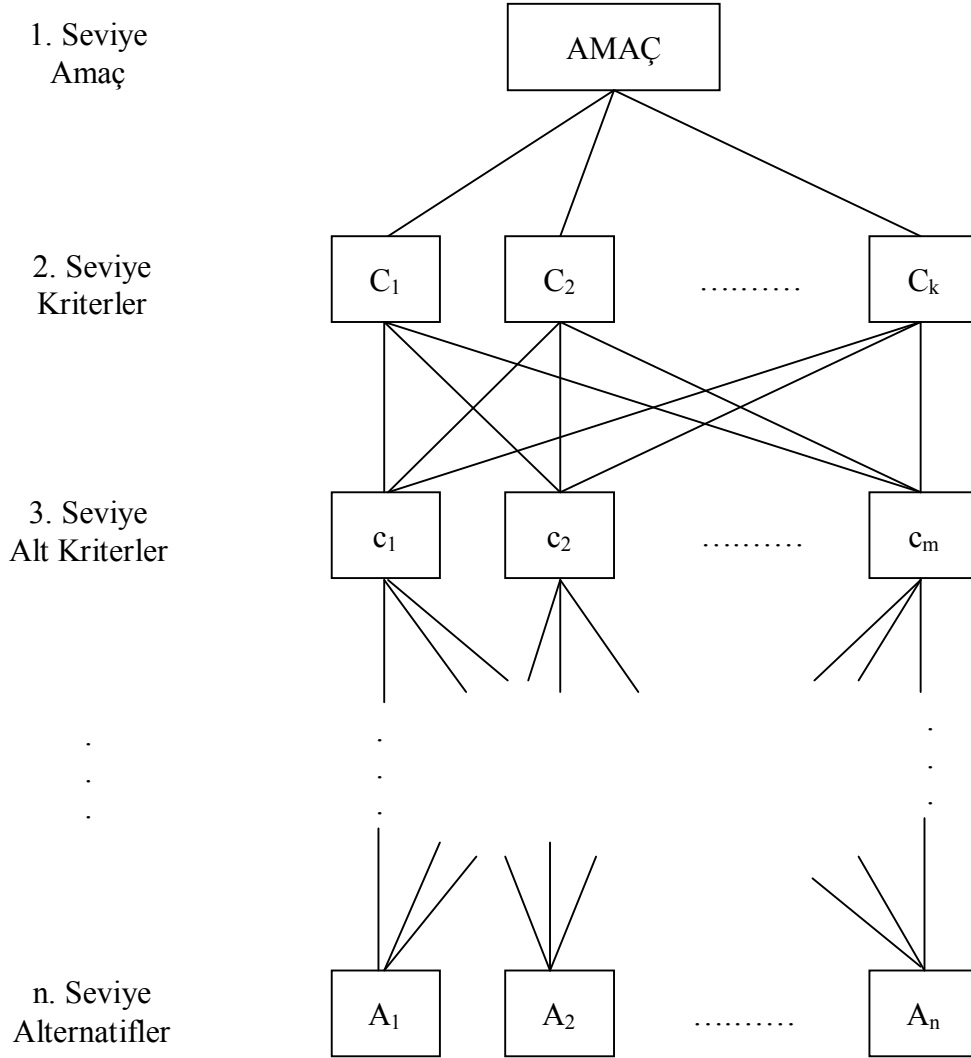 1. Seviye
Amaç
AMAÇ
2. Seviye
Kriterler
C₁
C₂
……….
Cₖ
3. Seviye
Alt Kriterler
c₁
c₂
……….
cₘ
.
.
.
.
.
.
.
.
.
n. Seviye
Alternatifler
A₁
A₂
……….
Aₙ